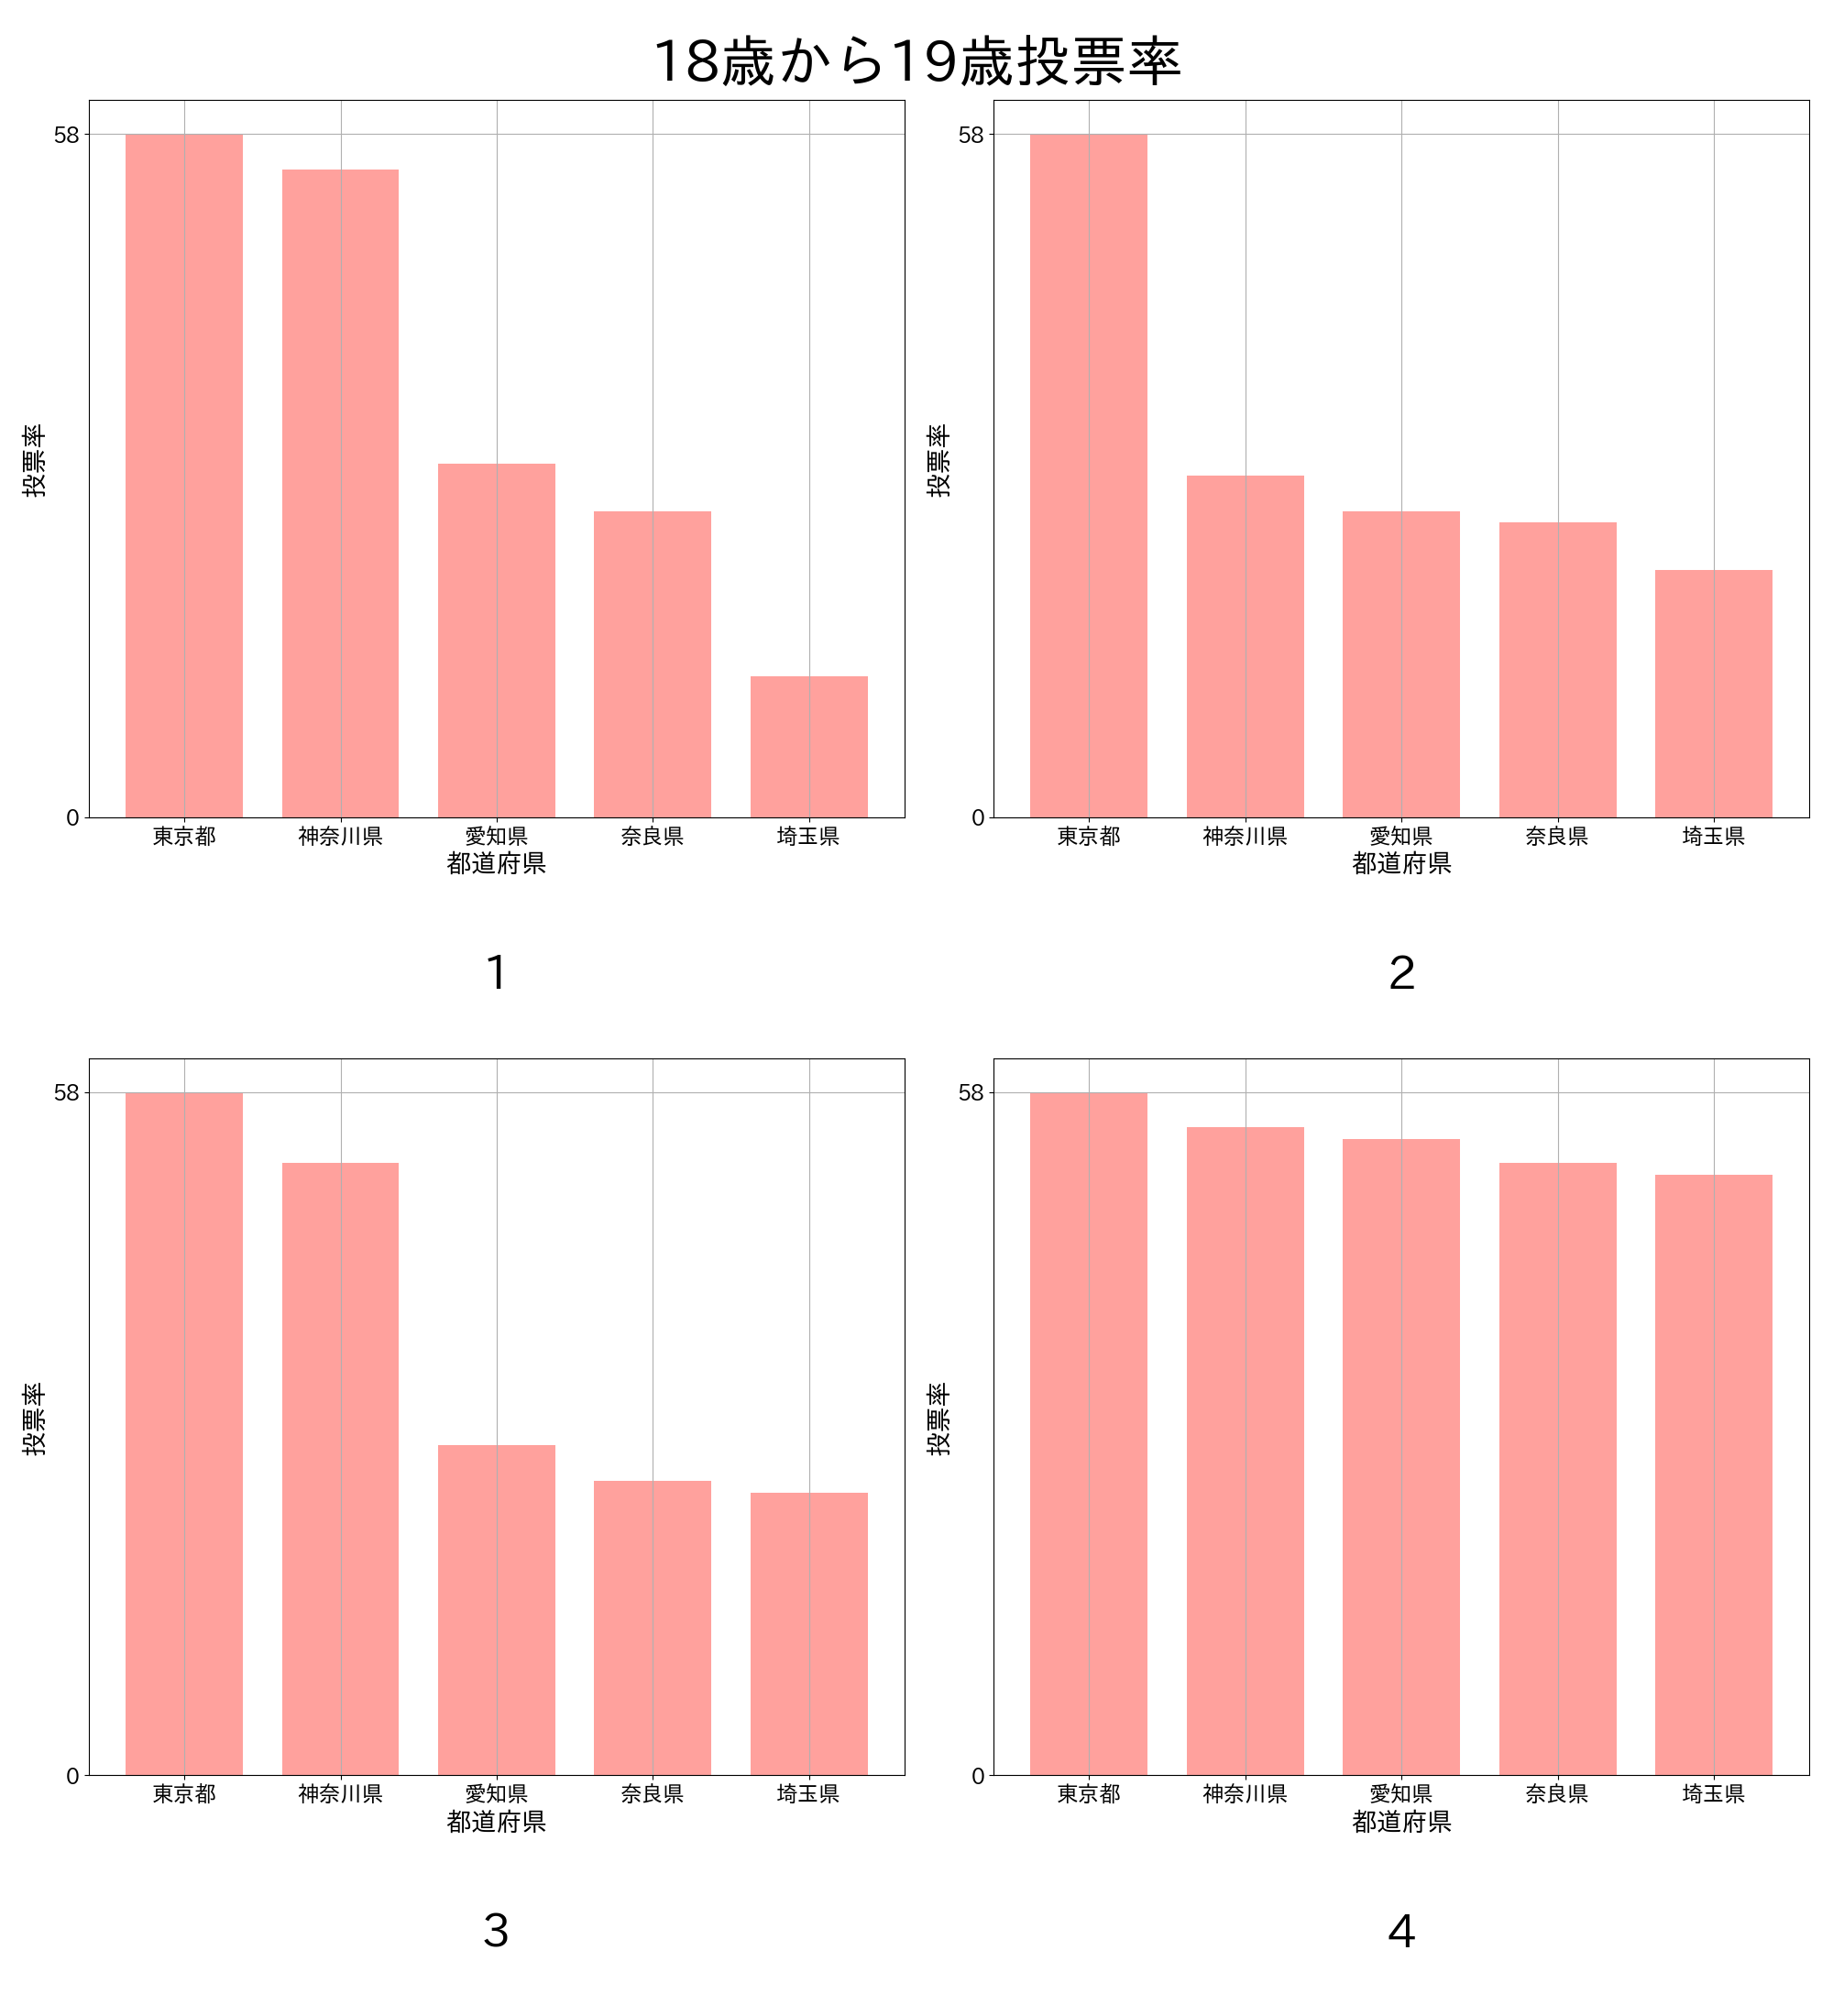 18歳から19歳投票率
58
0
投票率
東京都 神奈川県 愛知県 奈良県 埼玉県
都道府県
1
58
0
投票率
東京都 神奈川県 愛知県 奈良県 埼玉県
都道府県
2
58
0
投票率
東京都 神奈川県 愛知県 奈良県 埼玉県
都道府県
3
58
0
投票率
東京都 神奈川県 愛知県 奈良県 埼玉県
都道府県
4